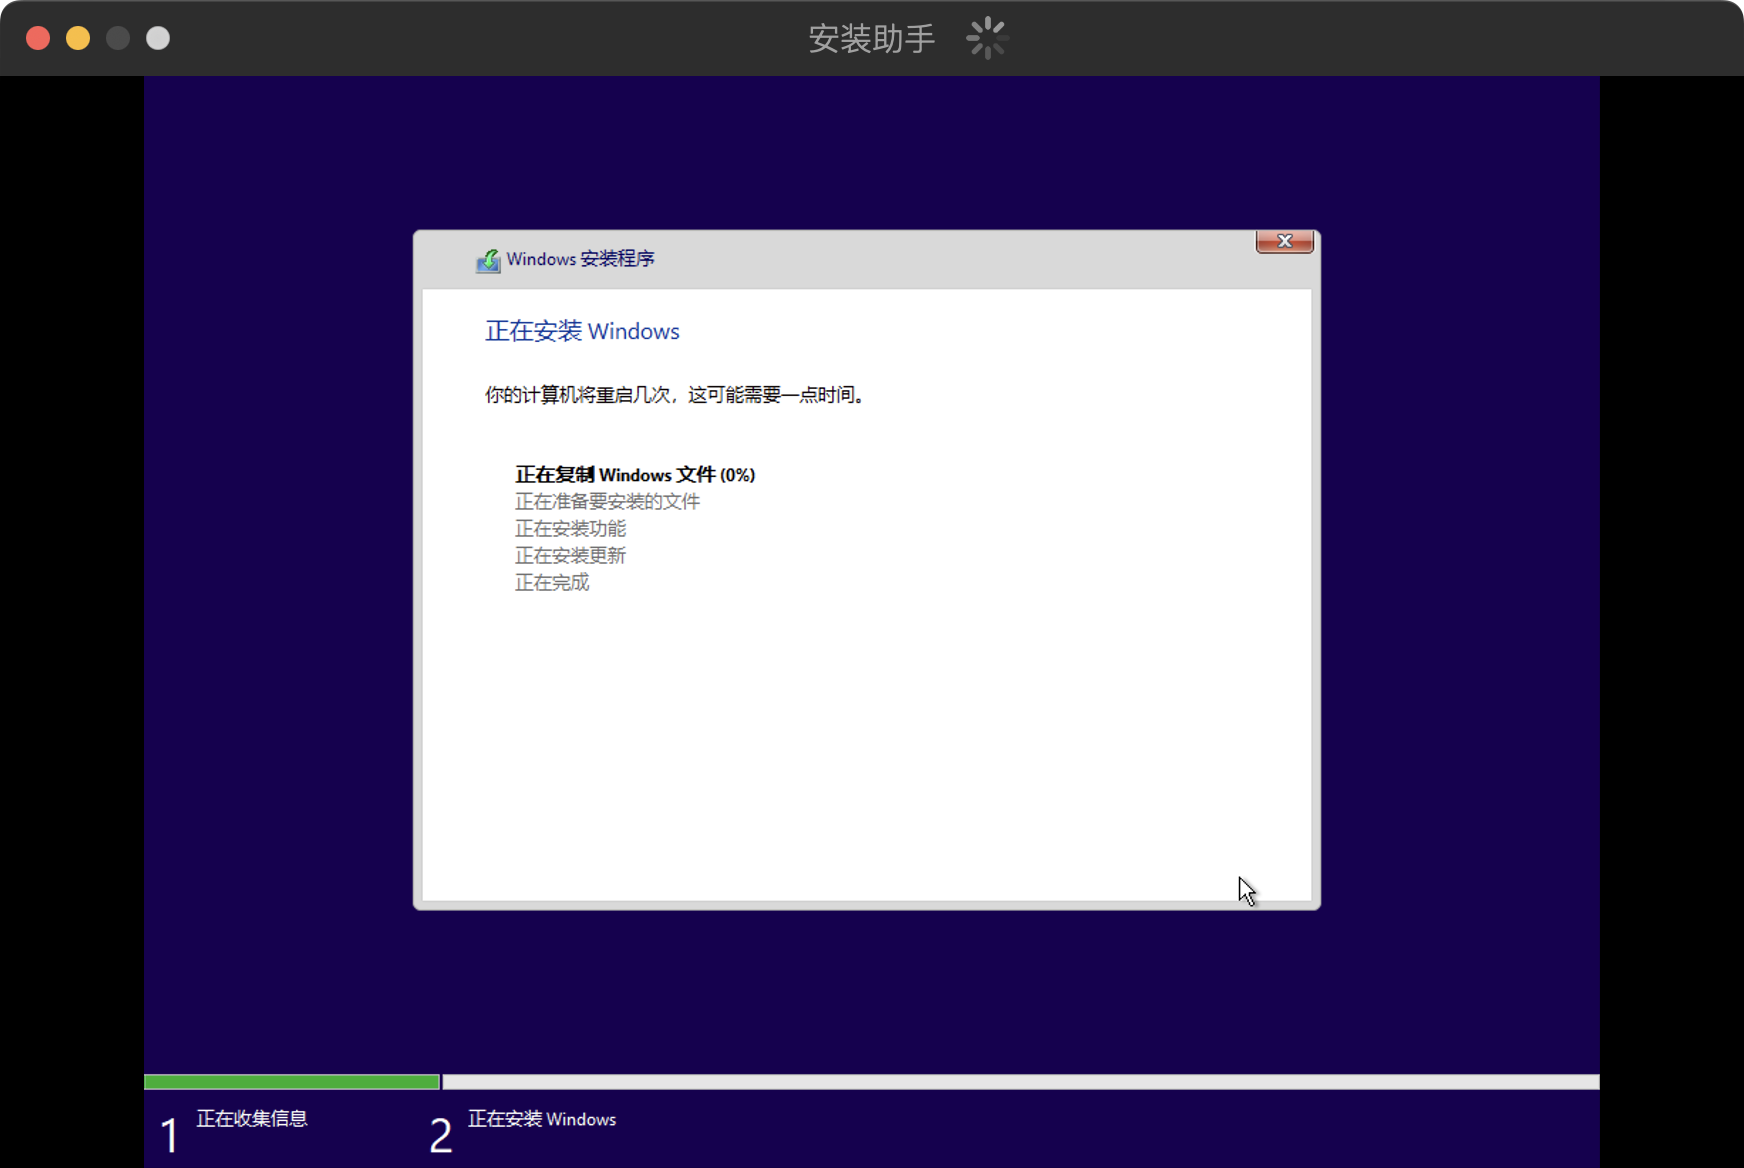 安装助手
Windows 安装程序
正在安装 Windows
你的计算机将重启几次，这可能需要一点时间。
正在复制 Windows 文件 (0%)
正在准备要安装的文件
正在安装功能
正在安装更新
正在完成
1 正在收集信息
2 正在安装 Windows